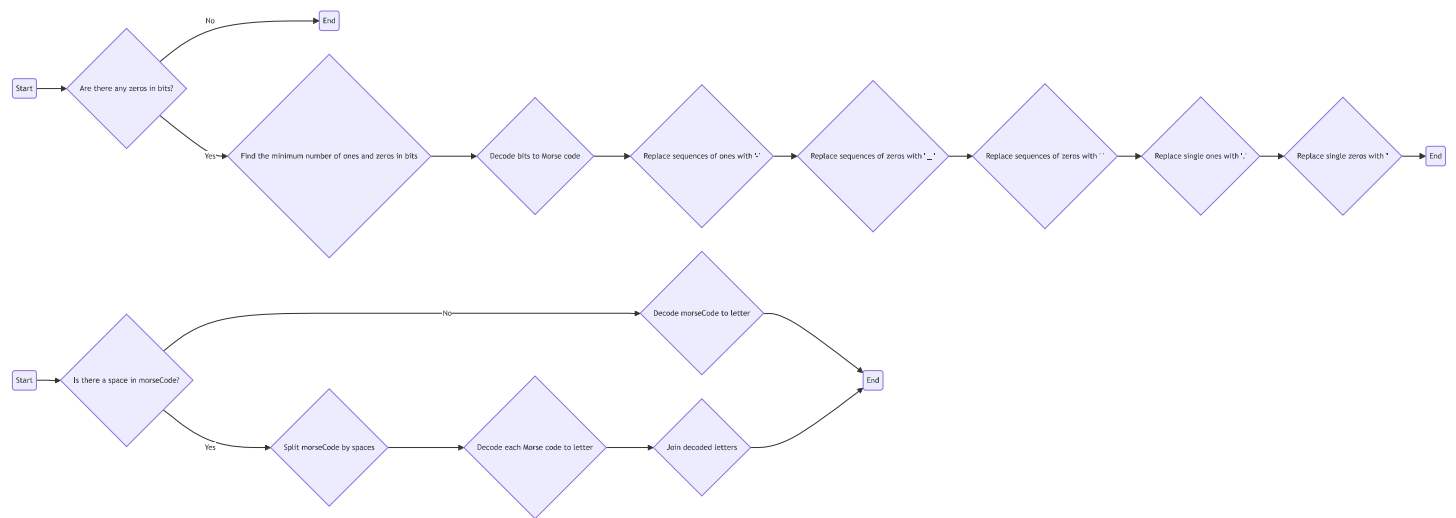 No
End
Start
Are there any zeros in bits?
Yes
Find the minimum number of ones and zeros in bits
Decode bits to Morse code
Replace sequences of ones with '-'
Replace sequences of zeros with ' _ '
Replace sequences of zeros with ' '
Replace single ones with '.'
Replace single zeros with ''
End
No
Decode morseCode to letter
Start
Is there a space in morseCode?
End
Yes
Split morseCode by spaces
Decode each Morse code to letter
Join decoded letters